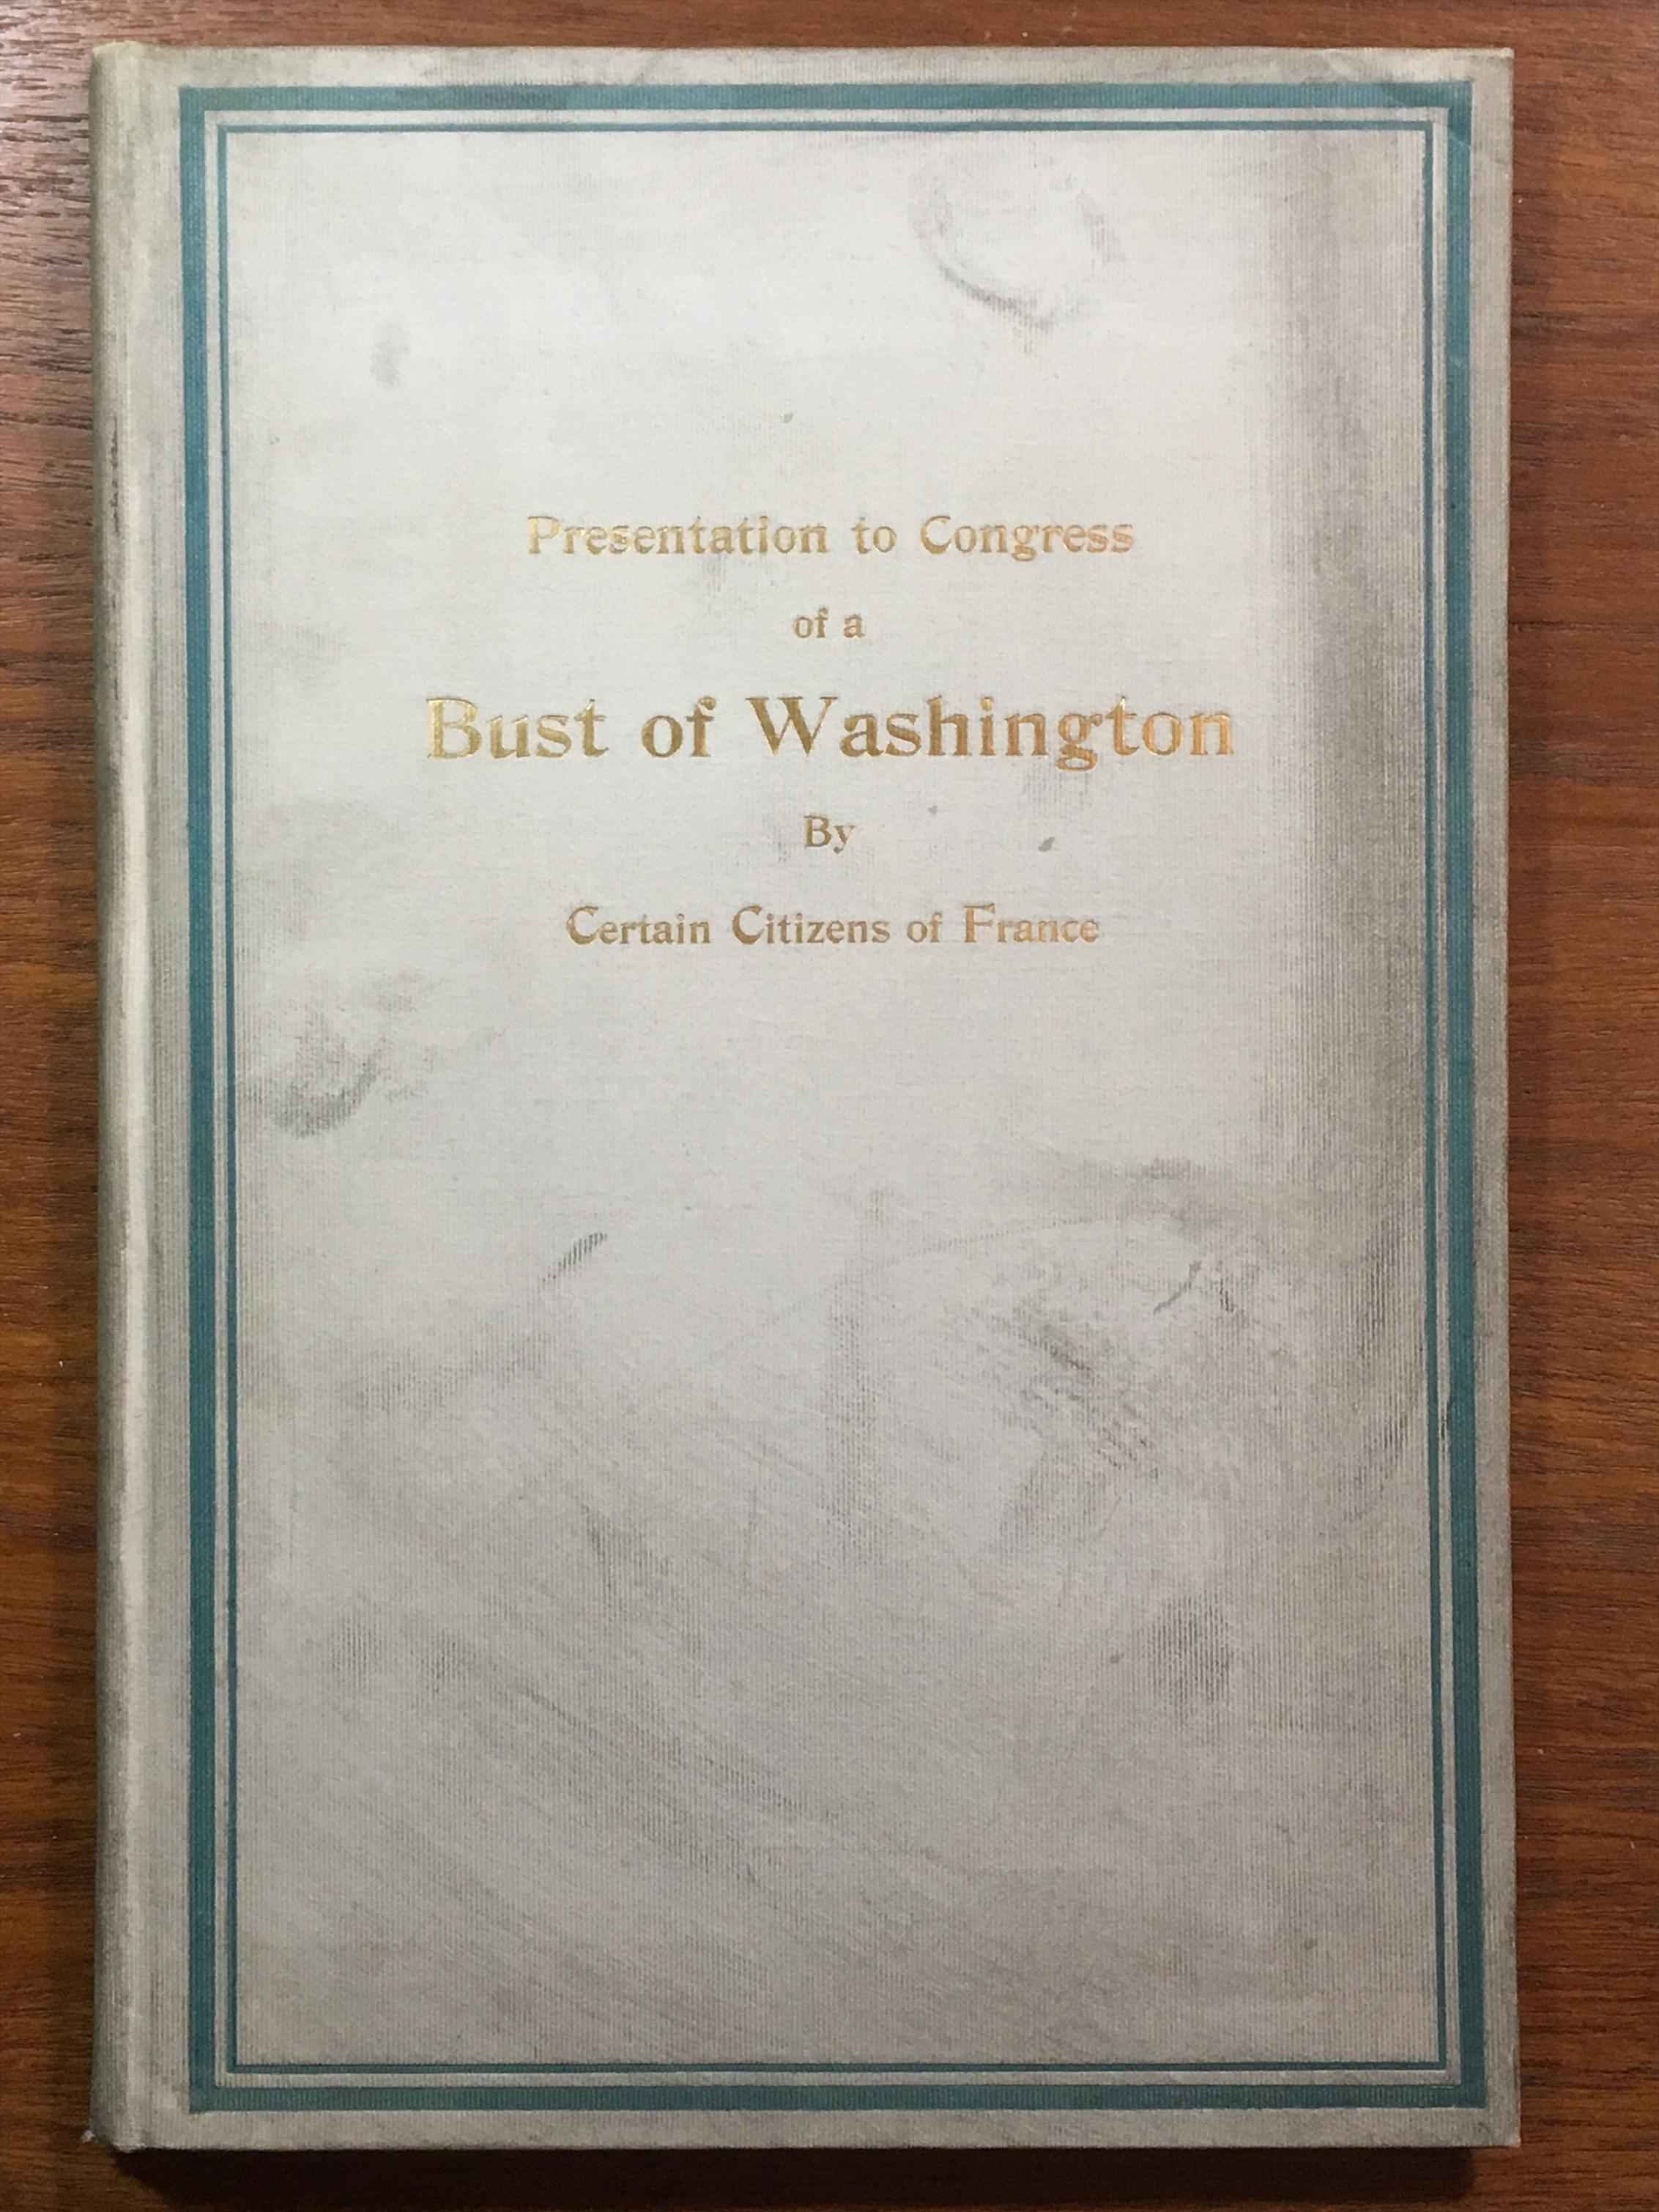 Presentation to Congress
of a
Bust of Washington
By
Certain Citizens of France